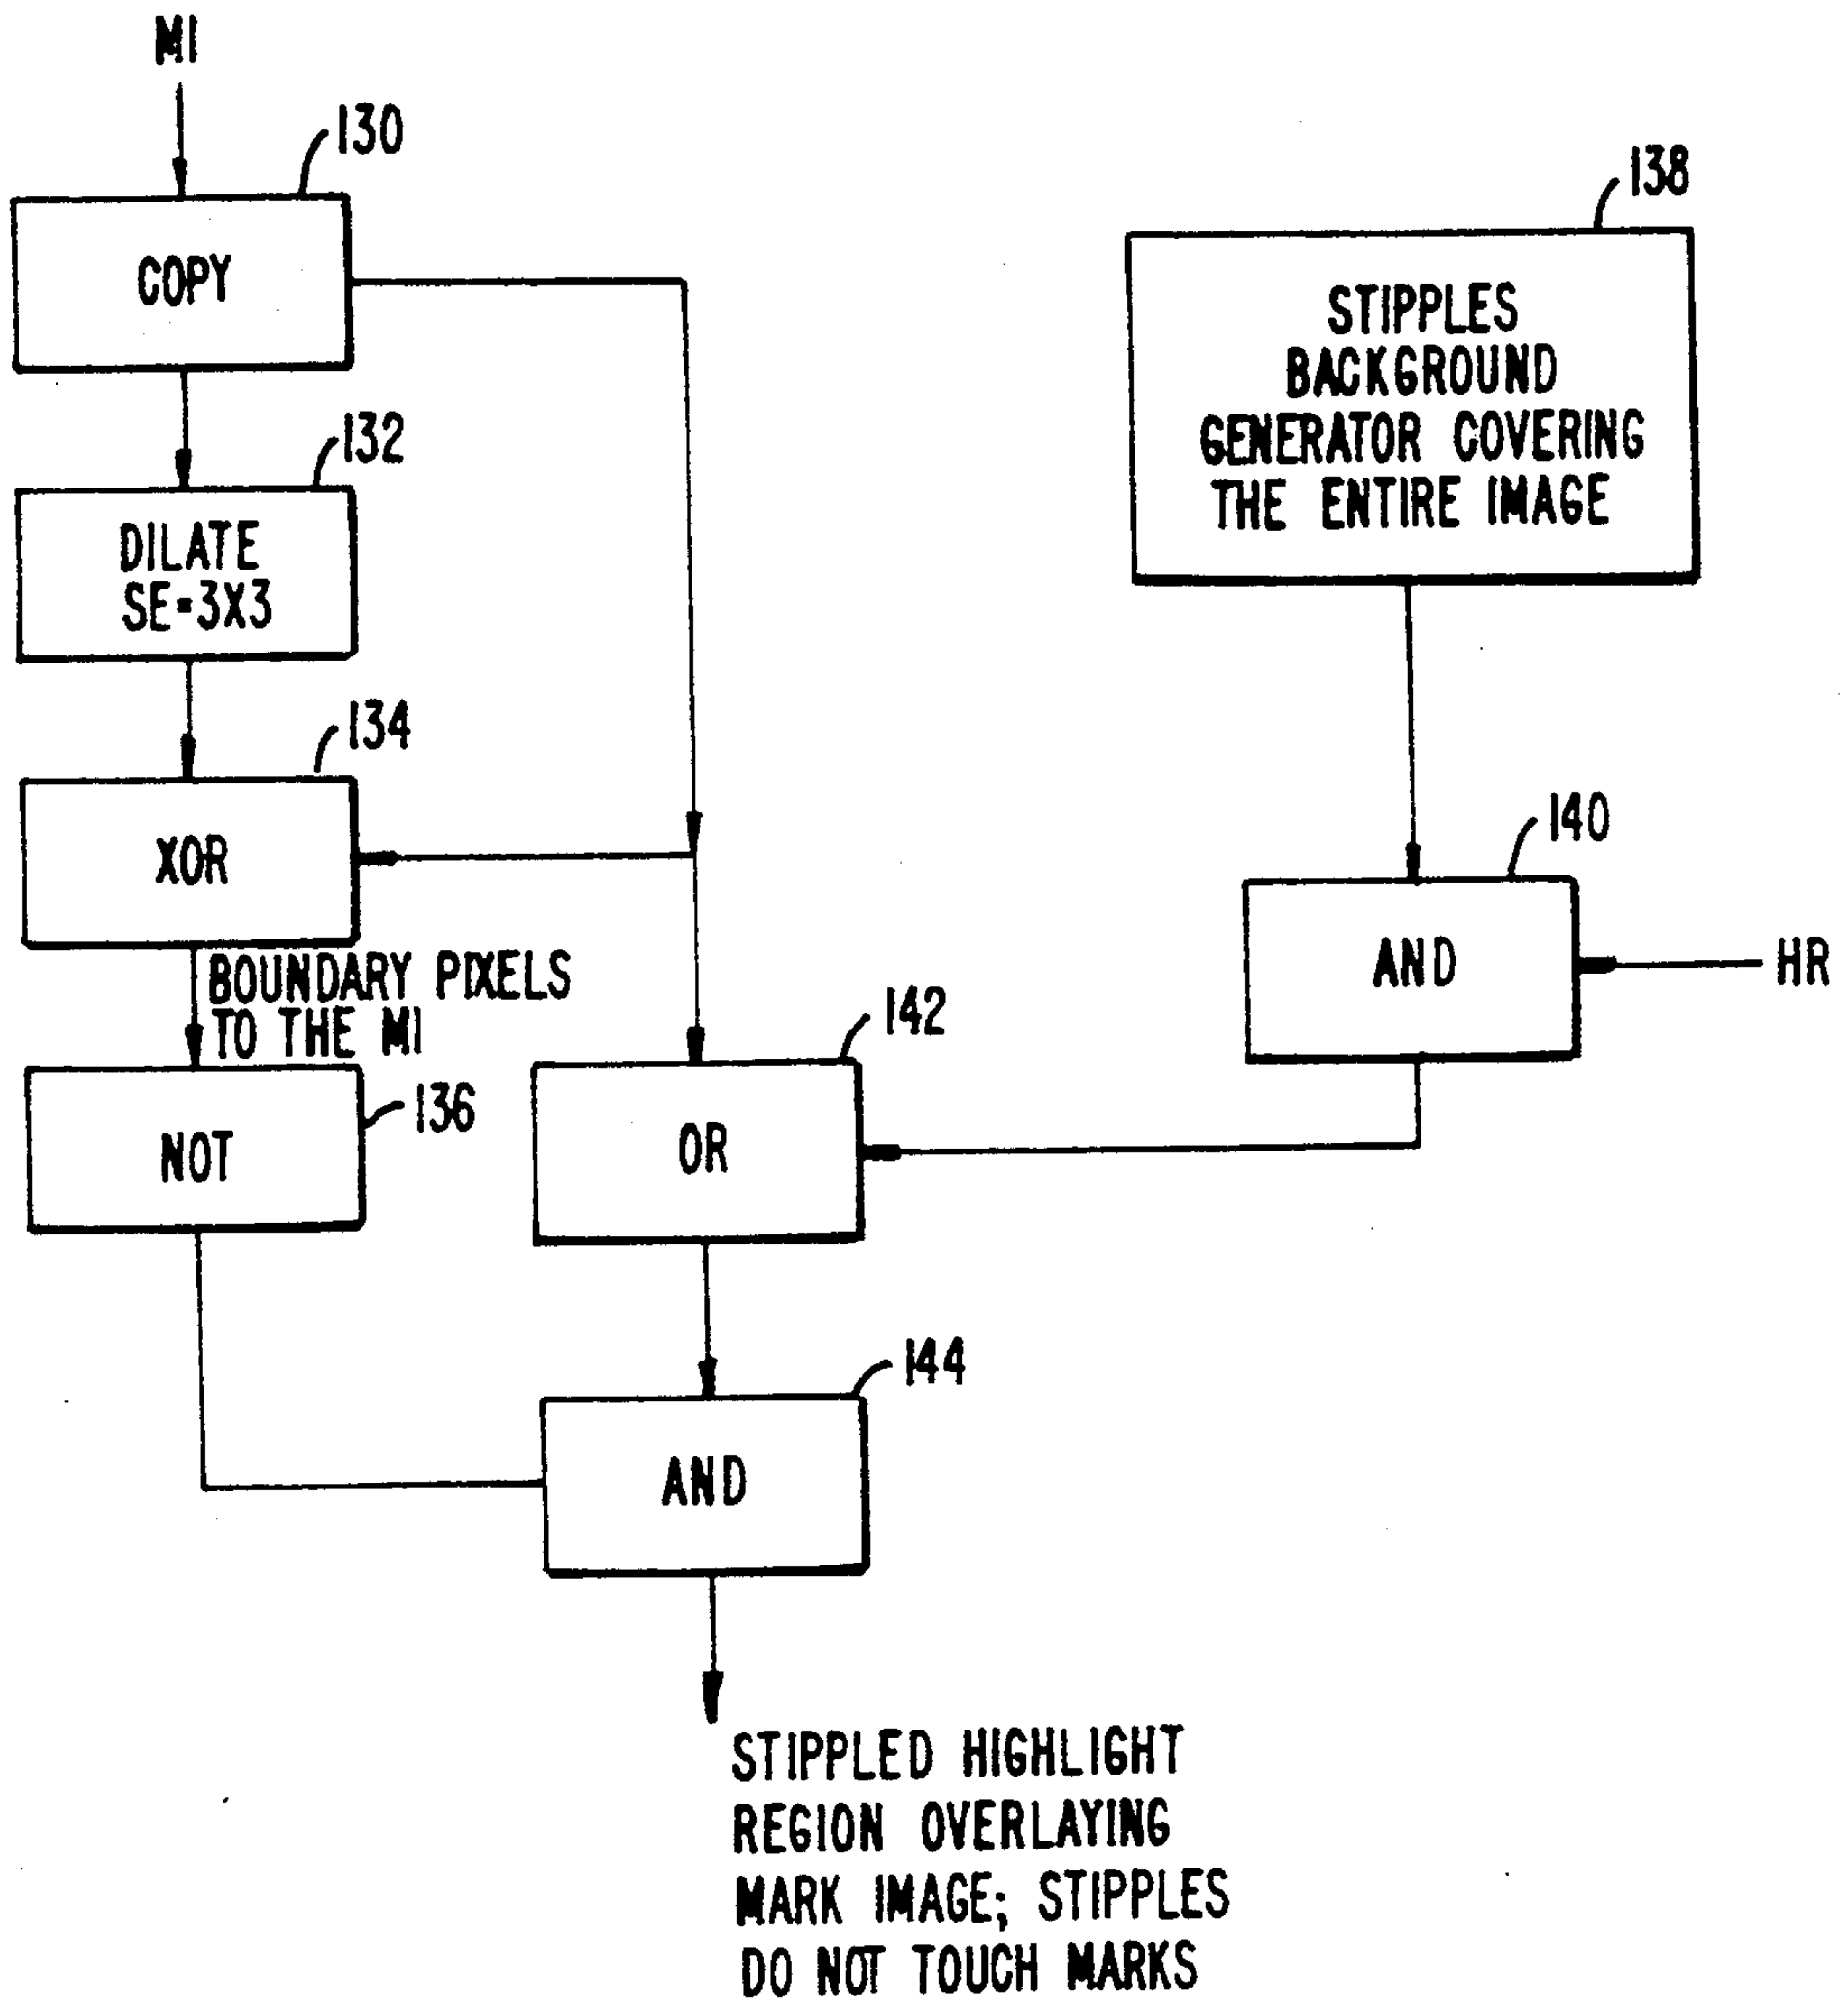 MI
130
COPY
138
STIPPLES
BACKGROUND
GENERATOR COVERING
THE ENTIRE IMAGE
132
DILATE
SE=3X3
134
XOR
140
AND
HR
BOUNDARY PIXELS
TO THE MI
142
136
NOT
OR
144
AND
STIPPLED HIGHLIGHT
REGION OVERLAYING
MARK IMAGE; STIPPLES
DO NOT TOUCH MARKS